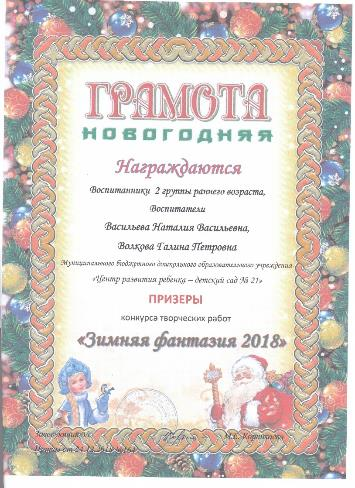 ГРАМОТА
НОВОГОДНЯЯ
Награждаются
Воспитанники 2 группы раннего возраста,
Воспитатели
Васильева Наталия Васильевна,
Волкова Галина Петровна
Муниципального бюджетного дошкольного образовательного учреждения
«Центр развития ребенка – детский сад № 21»
ПРИЗЕРЫ
конкурса творческих работ
«Зимняя фантазия 2018»